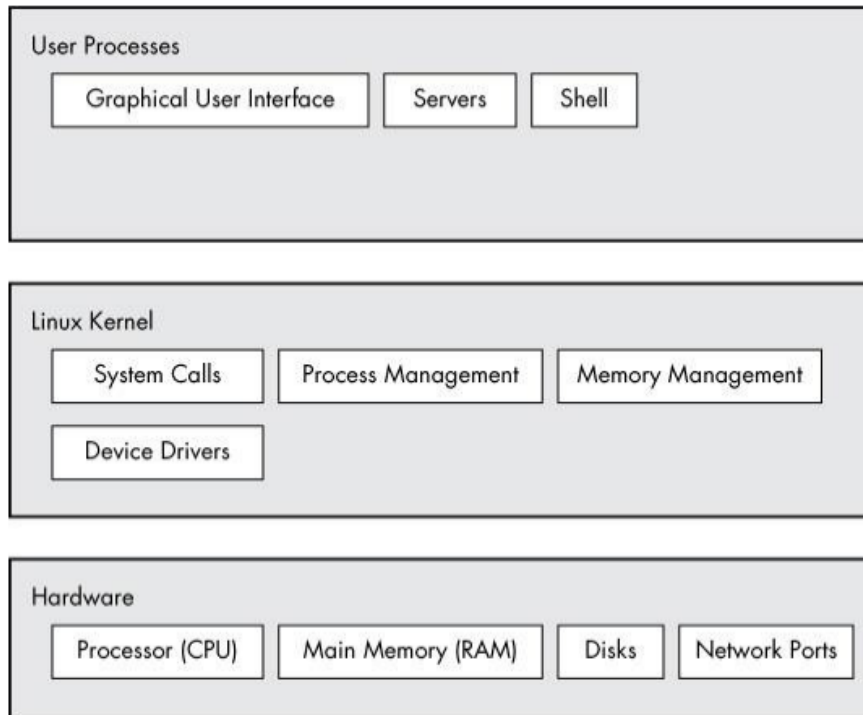 User Processes
Graphical User Interface
Servers
Shell
Linux Kernel
System Calls
Process Management
Memory Management
Device Drivers
Hardware
Processor (CPU)
Main Memory (RAM)
Disks
Network Ports